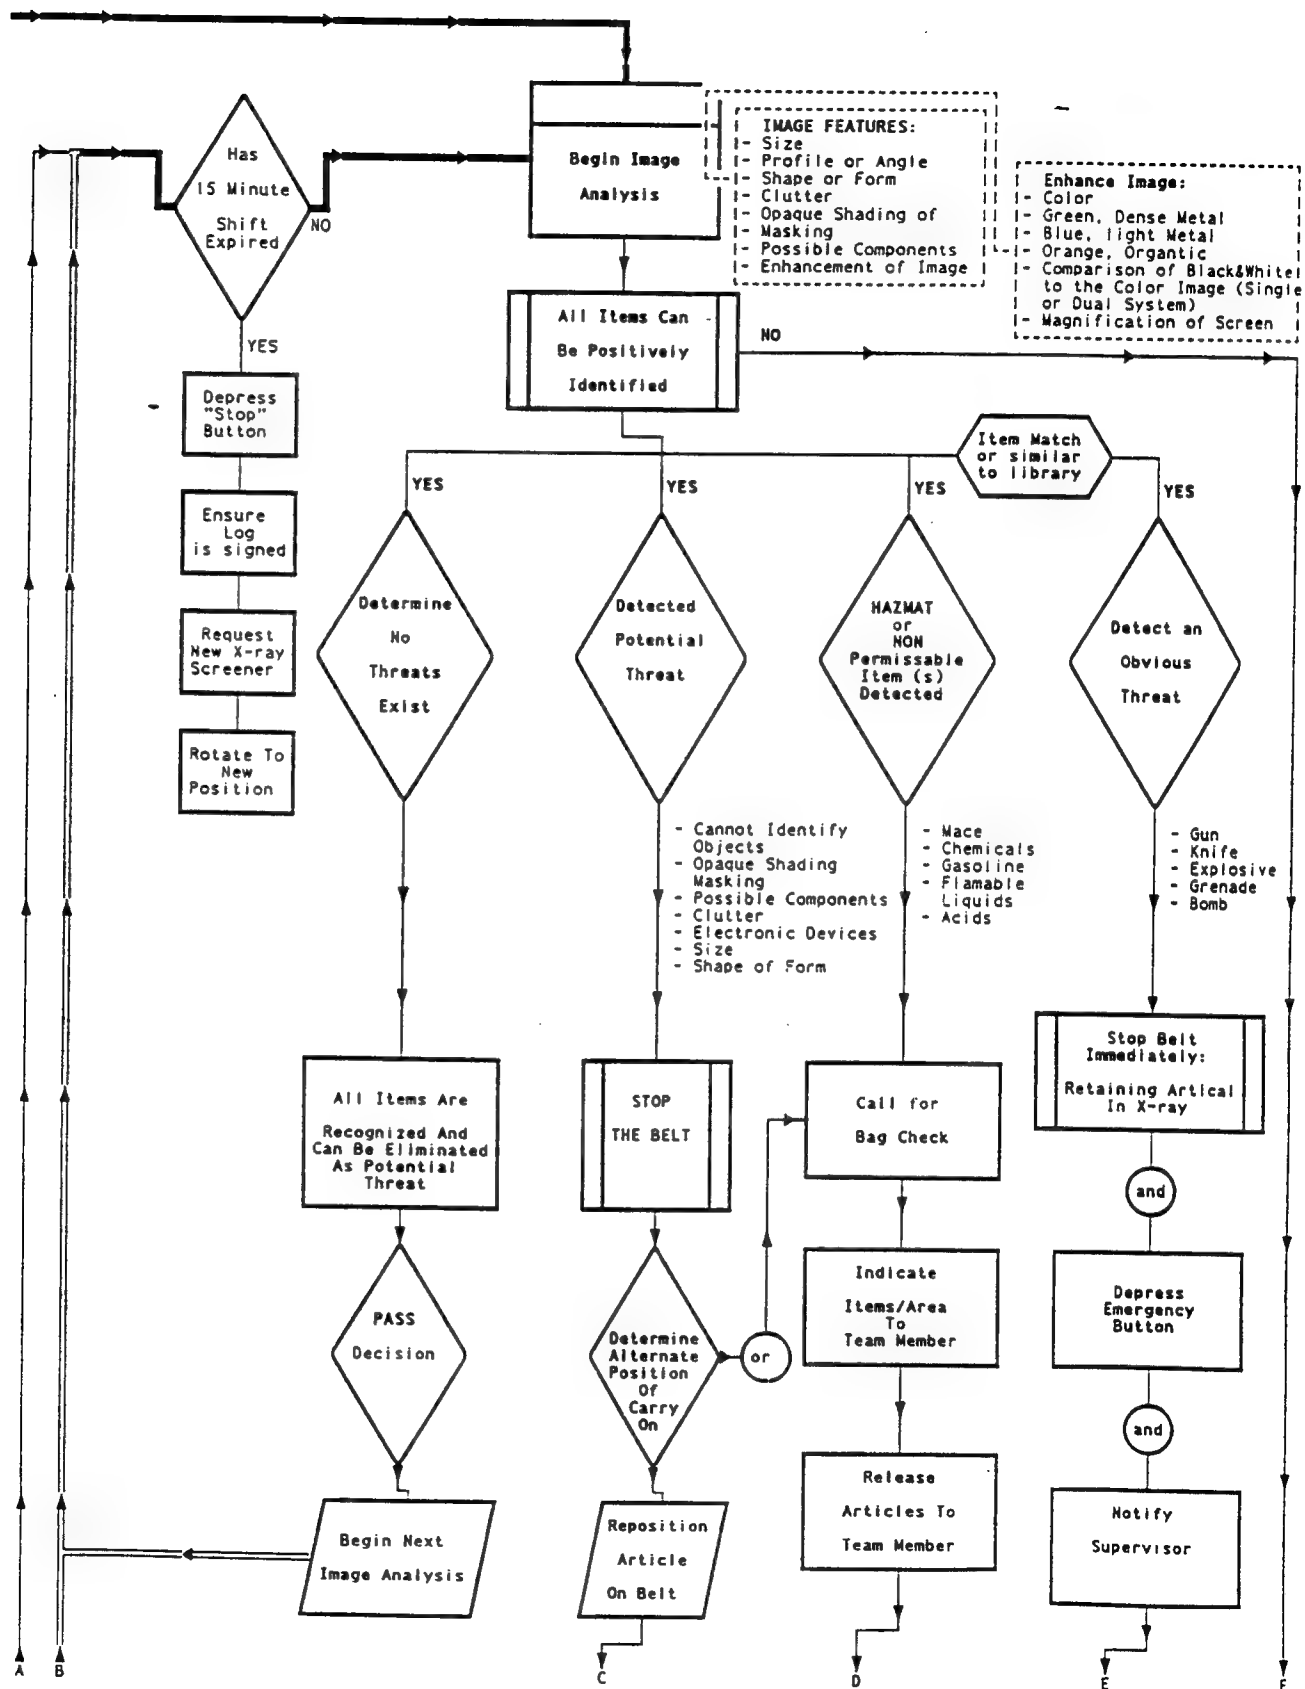 Has
15 Minute
Shift
Expired
NO
YES
Depress
"Stop"
Button
Ensure
Log
is signed
Request
New X-ray
Screener
Rotate To
New
Position
Begin Image
Analysis
IMAGE FEATURES:
- Size
- Profile or Angle
- Shape or Form
- Clutter
- Opaque Shading of
- Masking
- Possible Components
- Enhancement of Image
Enhance Image:
- Color
- Green, Dense Metal
- Blue, light Metal
- Orange, Organtic
- Comparison of Black&White
to the Color Image (Single
or Dual System)
- Magnification of Screen
All Items Can
Be Positively
Identified
NO
Item Match
or similar
to library
YES
YES
YES
YES
Determine
No
Threats
Exist
Detected
Potential
Threat
HAZMAT
or
NON
Permissable
Item (s)
Detected
Detect an
Obvious
Threat
- Cannot Identify
Objects
- Opaque Shading
Masking
- Possible Components
- Clutter
- Electronic Devices
- Size
- Shape of Form
- Mace
- Chemicals
- Gasoline
- Flamable
Liquids
- Acids
- Gun
- Knife
- Explosive
- Grenade
- Bomb
All Items Are
Recognized And
Can Be Eliminated
As Potential
Threat
STOP
THE BELT
Call for
Bag Check
Stop Belt
Immediately:
Retaining Artical
In X-ray
and
PASS
Decision
Determine
Alternate
Position
Of
Carry
On
or
Indicate
Items/Area
To
Team Member
Depress
Emergency
Button
and
Begin Next
Image Analysis
Reposition
Article
On Belt
Release
Articles To
Team Member
Notify
Supervisor
A
B
C
D
E
F